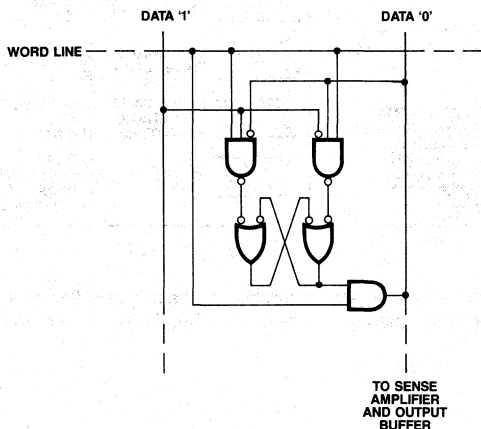 DATA '1'
DATA '0'
WORD LINE
TO SENSE
AMPLIFIER
AND OUTPUT
BUFFER